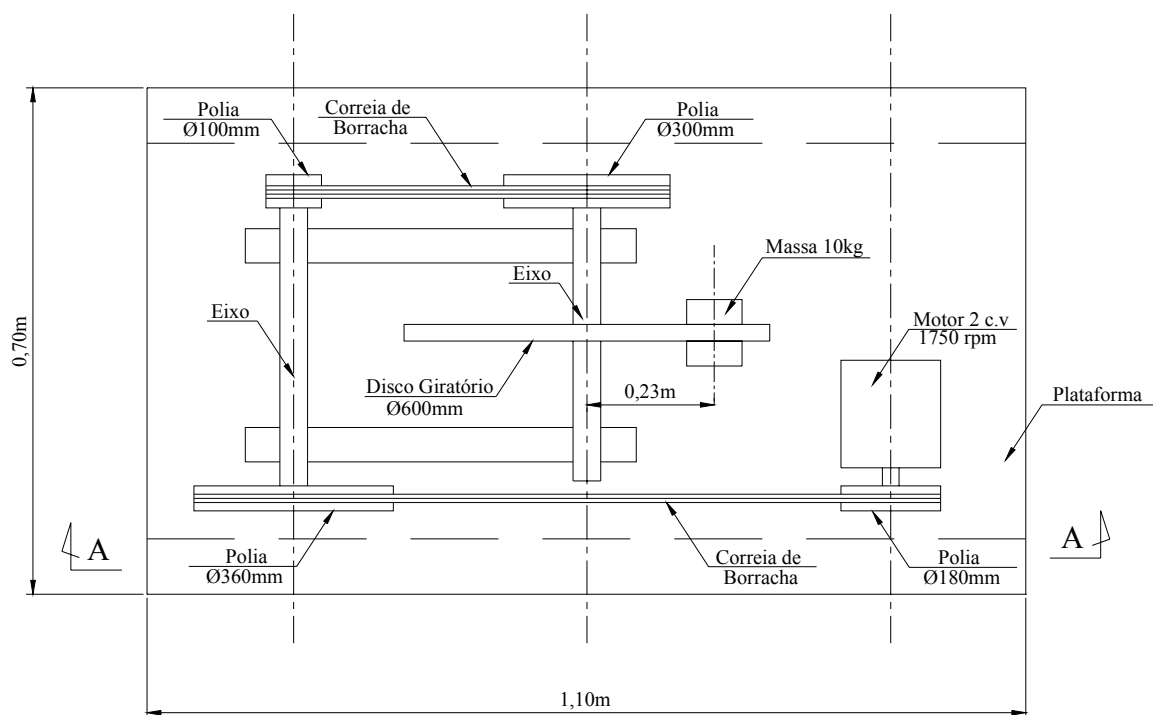 Polia
Ø100mm
Correia de
Borracha
Polia
Ø300mm
Massa 10kg
Eixo
Eixo
Motor 2 c.v
1750 rpm
0,70m
Disco Giratório
Ø600mm
0,23m
Plataforma
A
A
Polia
Ø360mm
Correia de
Borracha
Polia
Ø180mm
1,10m